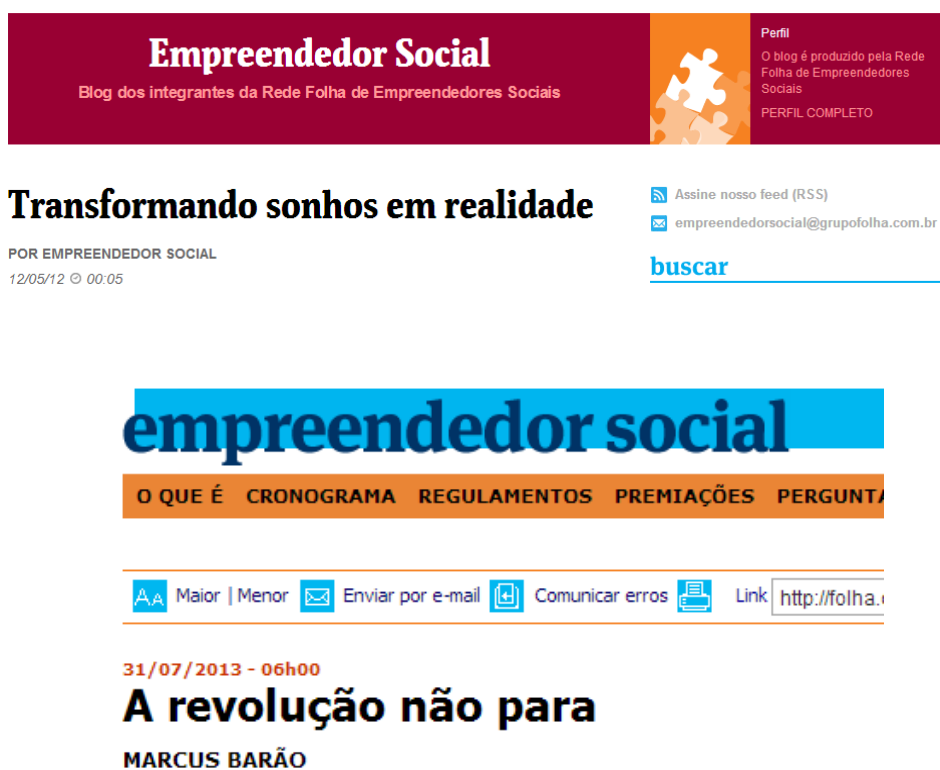 Empreendedor Social
Blog dos integrantes da Rede Folha de Empreendedores Sociais
Perfil
O blog é produzido pela Rede
Folha de Empreendedores
Sociais
PERFIL COMPLETO
Transformando sonhos em realidade
POR EMPREENDEDOR SOCIAL
12/05/12 00:05
Assine nosso feed (RSS)
empreendedorsocial@grupofolha.com.br
buscar
empreendedor social
O QUE É CRONOGRAMA REGULAMENTOS PREMIAÇÕES PERGUNTA
AA Maior | Menor Enviar por e-mail Comunicar erros Link http://folha.
31/07/2013 - 06h00
A revolução não para
MARCUS BARÃO